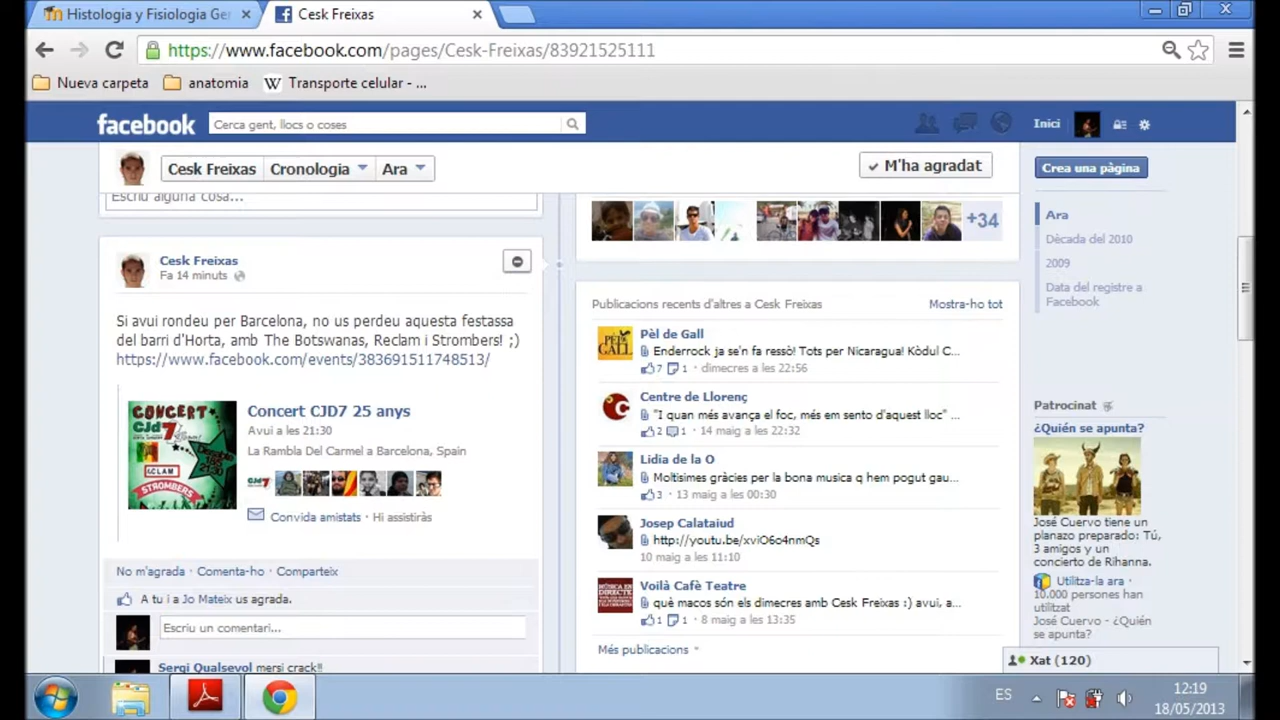 Histologia y Fisiologia Ger
Cesk Freixas
https://www.facebook.com/pages/Cesk-Freixas/83921525111
Nueva carpeta
anatomia
W Transporte celular - ...
facebook
Cerca gent, llocs o coses
Inici
Cesk Freixas
Cronologia
Ara
M'ha agradat
Crea una pàgina
Escriu alguna cosa...
+34
Ara
Dècada del 2010
2009
Data del registre a
Facebook
Cesk Freixas
Fa 14 minuts
Si avui rondeu per Barcelona, no us perdeu aquesta festassa
del barri d'Horta, amb The Botswanas, Reclam i Strombers! ;)
https://www.facebook.com/events/383691511748513/
CONCERT
CJD7
STROMBERS
Concert CJD7 25 anys
Avui a les 21:30
La Rambla Del Carmel a Barcelona, Spain
Convida amistats · Hi assistiràs
No m'agrada · Comenta-ho · Comparteix
A tu i a Jo Mateix us agrada.
Escriu un comentari...
Sergi Qualsevol mersi crack!!
Publicacions recents d'altres a Cesk Freixas
Mostra-ho tot
PÈL DE GALL
Pèl de Gall
Enderrock ja se'n fa ressò! Tots per Nicaragua! Kòdul C...
7 1 · dimecres a les 22:56
Centre de Llorenç
"I quan més avança el foc, més em sento d'aquest lloc" ...
2 1 · 14 maig a les 22:32
Lidia de la O
Moltisimes gràcies per la bona musica q hem pogut gau...
3 · 13 maig a les 00:30
Josep Calataiud
http://youtu.be/xviO6o4nmQs
10 maig a les 11:10
Voilà Cafè Teatre
què macos són els dimecres amb Cesk Freixas :) avui, a...
1 1 · 8 maig a les 13:35
Més publicacions
Patrocinat
¿Quién se apunta?
José Cuervo tiene un
planazo preparado: Tú,
3 amigos y un
concierto de Rihanna.
Utilitza-la ara ·
10.000 persones han
utilitzat
José Cuervo - ¿Quién
se apunta?
Xat (120)
ES
12:19
18/05/2013